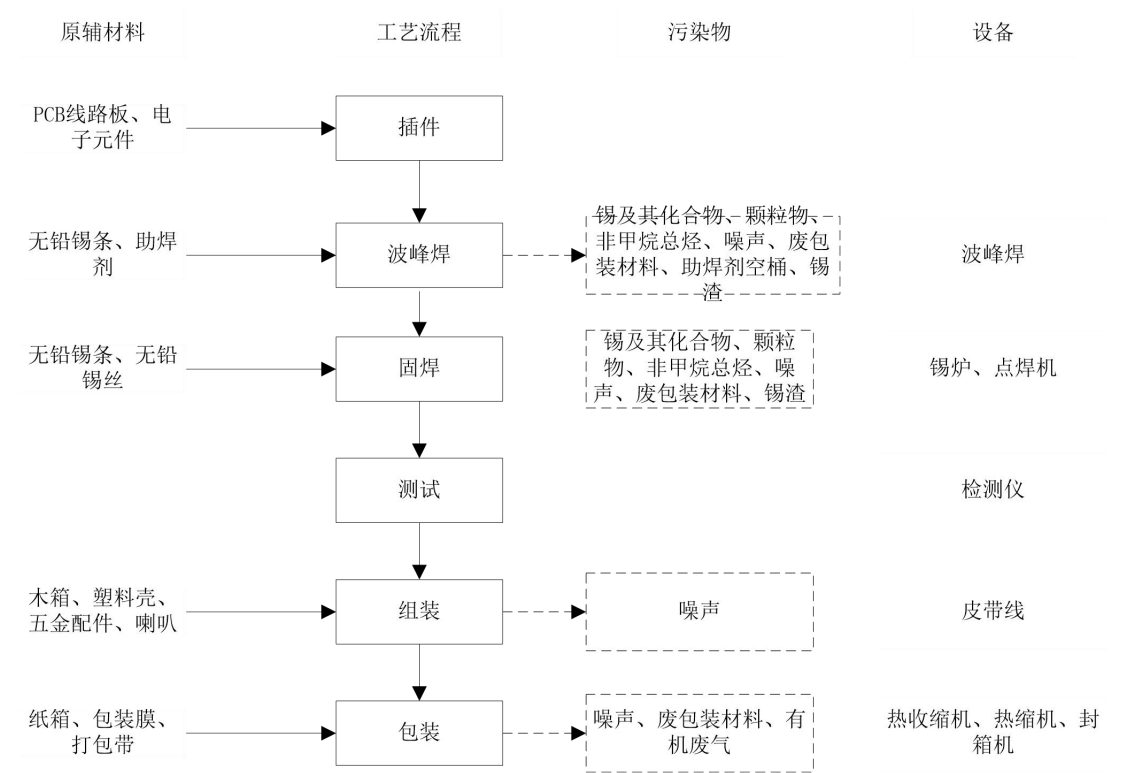 原辅材料
工艺流程
污染物
设备
PCB线路板、电
子元件
插件
无铅锡条、助焊
剂
波峰焊
锡及其化合物、颗粒物、
非甲烷总烃、噪声、废包
装材料、助焊剂空桶、锡
渣
波峰焊
无铅锡条、无铅
锡丝
固焊
锡及其化合物、颗粒
物、非甲烷总烃、噪
声、废包装材料、锡渣
锡炉、点焊机
测试
检测仪
木箱、塑料壳、
五金配件、喇叭
组装
噪声
皮带线
纸箱、包装膜、
打包带
包装
噪声、废包装材料、有
机废气
热收缩机、热缩机、封
箱机